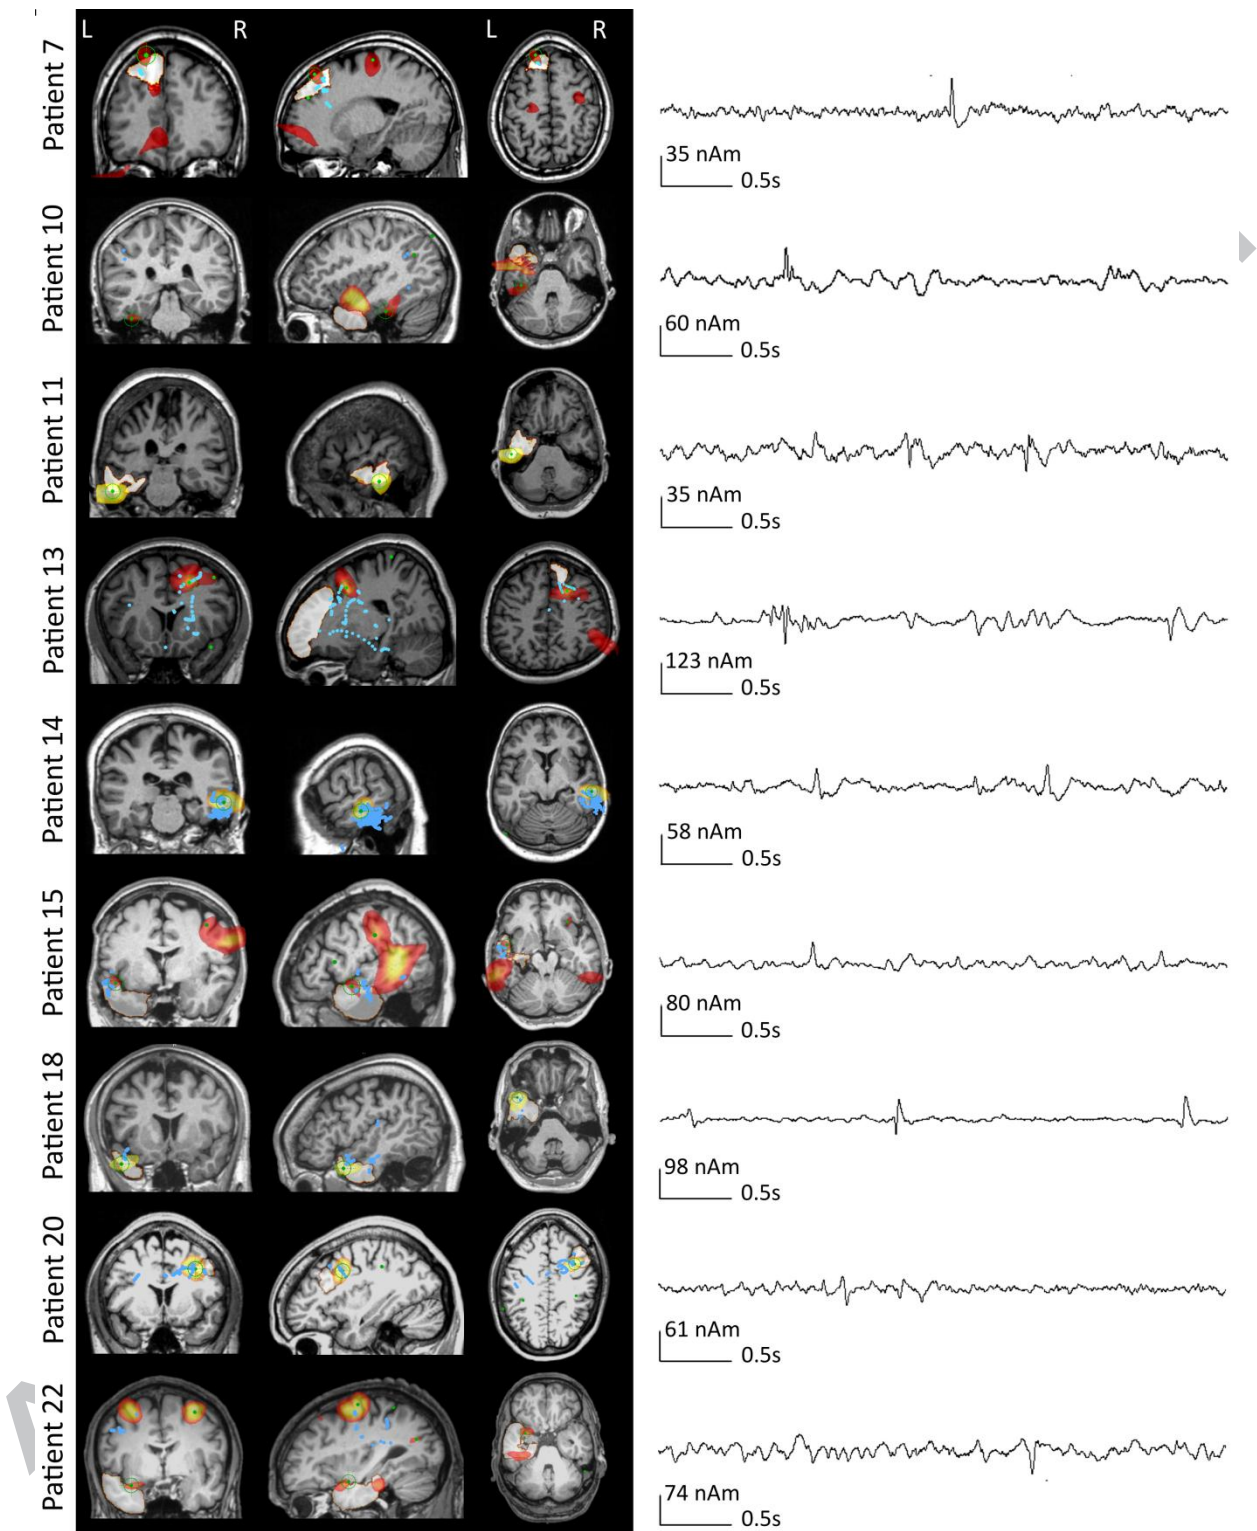 L R L R
Patient 7
35 nAm
0.5s
Patient 10
60 nAm
0.5s
Patient 11
35 nAm
0.5s
Patient 13
123 nAm
0.5s
Patient 14
58 nAm
0.5s
Patient 15
80 nAm
0.5s
Patient 18
98 nAm
0.5s
Patient 20
61 nAm
0.5s
Patient 22
74 nAm
0.5s